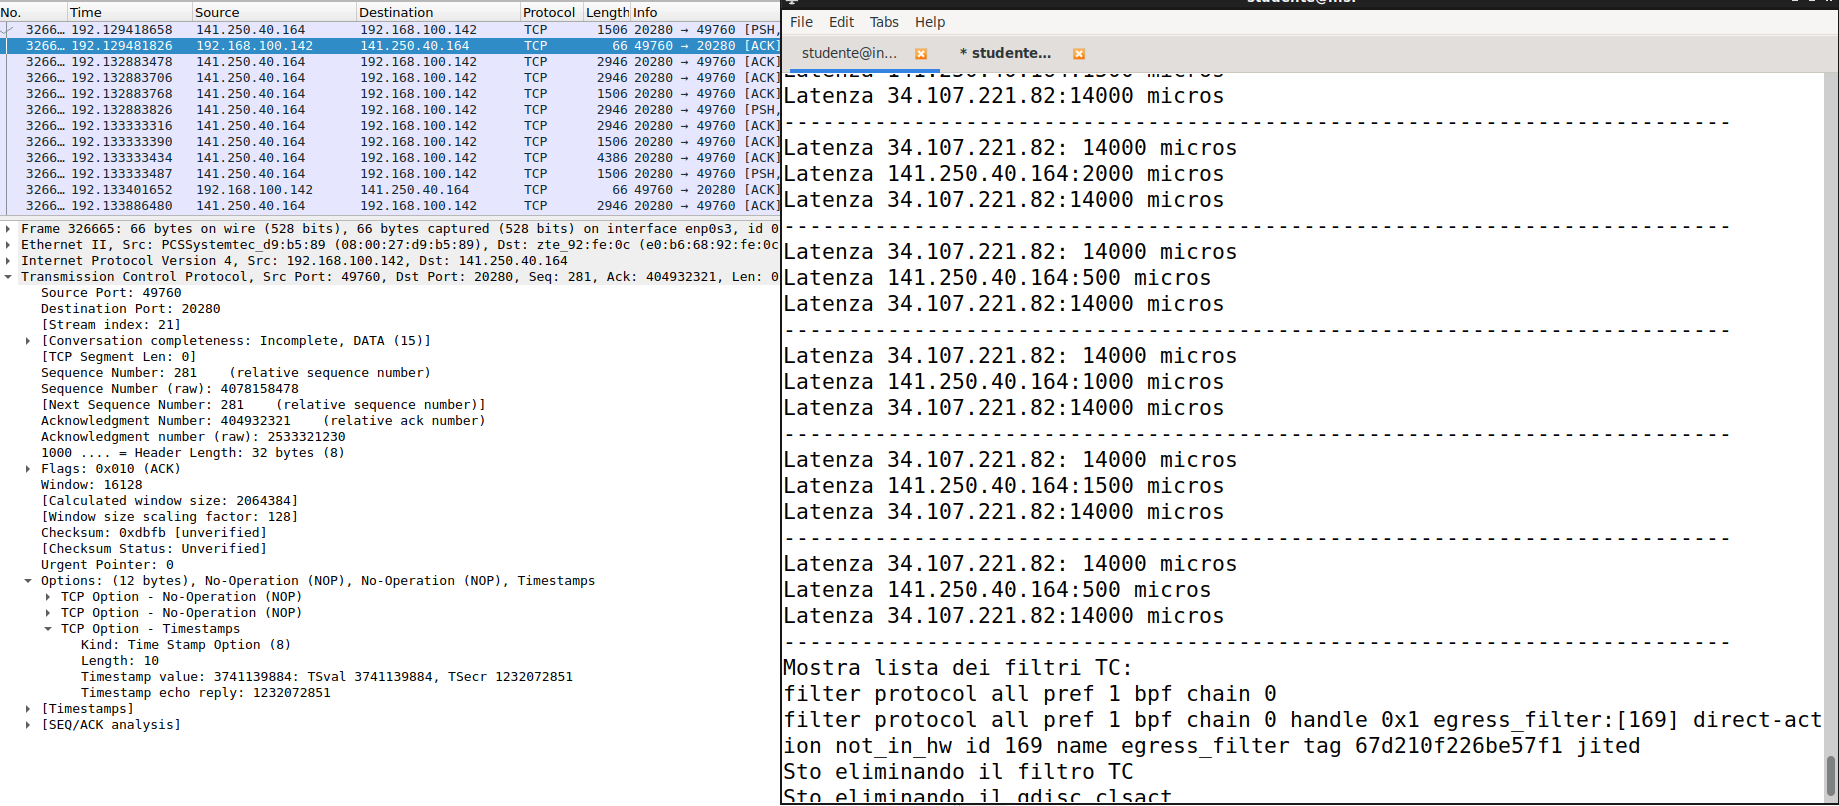 No. Time Source Destination Protocol Length Info
3266… 192.129418658 141.250.40.164 192.168.100.142 TCP 1506 20280 → 49760 [PSH,
3266… 192.129481826 192.168.100.142 141.250.40.164 TCP 66 49760 → 20280 [ACK]
3266… 192.132883478 141.250.40.164 192.168.100.142 TCP 2946 20280 → 49760 [ACK]
3266… 192.132883706 141.250.40.164 192.168.100.142 TCP 2946 20280 → 49760 [ACK]
3266… 192.132883768 141.250.40.164 192.168.100.142 TCP 1506 20280 → 49760 [ACK]
3266… 192.132883826 141.250.40.164 192.168.100.142 TCP 2946 20280 → 49760 [PSH,
3266… 192.133333316 141.250.40.164 192.168.100.142 TCP 2946 20280 → 49760 [ACK]
3266… 192.133333390 141.250.40.164 192.168.100.142 TCP 1506 20280 → 49760 [ACK]
3266… 192.133333434 141.250.40.164 192.168.100.142 TCP 4386 20280 → 49760 [ACK]
3266… 192.133333487 141.250.40.164 192.168.100.142 TCP 1506 20280 → 49760 [PSH,
3266… 192.133401652 192.168.100.142 141.250.40.164 TCP 66 49760 → 20280 [ACK]
3266… 192.133886480 141.250.40.164 192.168.100.142 TCP 2946 20280 → 49760 [ACK]
Frame 326665: 66 bytes on wire (528 bits), 66 bytes captured (528 bits) on interface enp0s3, id 0
Ethernet II, Src: PCSSystemtec_d9:b5:89 (08:00:27:d9:b5:89), Dst: zte_92:fe:0c (e0:b6:68:92:fe:0c
Internet Protocol Version 4, Src: 192.168.100.142, Dst: 141.250.40.164
Transmission Control Protocol, Src Port: 49760, Dst Port: 20280, Seq: 281, Ack: 404932321, Len: 0
Source Port: 49760
Destination Port: 20280
[Stream index: 21]
[Conversation completeness: Incomplete, DATA (15)]
[TCP Segment Len: 0]
Sequence Number: 281    (relative sequence number)
Sequence Number (raw): 4078158478
[Next Sequence Number: 281    (relative sequence number)]
Acknowledgment Number: 404932321    (relative ack number)
Acknowledgment number (raw): 2533321230
1000 .... = Header Length: 32 bytes (8)
Flags: 0x010 (ACK)
Window: 16128
[Calculated window size: 2064384]
[Window size scaling factor: 128]
Checksum: 0xdbfb [unverified]
[Checksum Status: Unverified]
Urgent Pointer: 0
Options: (12 bytes), No-Operation (NOP), No-Operation (NOP), Timestamps
TCP Option - No-Operation (NOP)
TCP Option - No-Operation (NOP)
TCP Option - Timestamps
Kind: Time Stamp Option (8)
Length: 10
Timestamp value: 3741139884: TSval 3741139884, TSecr 1232072851
Timestamp echo reply: 1232072851
[Timestamps]
[SEQ/ACK analysis]
File Edit Tabs Help
studente@in... * studente...
Latenza 141.250.40.164:1500 micros
Latenza 34.107.221.82:14000 micros
-------------------------------------------------------------------------
Latenza 34.107.221.82: 14000 micros
Latenza 141.250.40.164:2000 micros
Latenza 34.107.221.82:14000 micros
-------------------------------------------------------------------------
Latenza 34.107.221.82: 14000 micros
Latenza 141.250.40.164:500 micros
Latenza 34.107.221.82:14000 micros
-------------------------------------------------------------------------
Latenza 34.107.221.82: 14000 micros
Latenza 141.250.40.164:1000 micros
Latenza 34.107.221.82:14000 micros
-------------------------------------------------------------------------
Latenza 34.107.221.82: 14000 micros
Latenza 141.250.40.164:1500 micros
Latenza 34.107.221.82:14000 micros
-------------------------------------------------------------------------
Latenza 34.107.221.82: 14000 micros
Latenza 141.250.40.164:500 micros
Latenza 34.107.221.82:14000 micros
-------------------------------------------------------------------------
Mostra lista dei filtri TC:
filter protocol all pref 1 bpf chain 0
filter protocol all pref 1 bpf chain 0 handle 0x1 egress_filter:[169] direct-act
ion not_in_hw id 169 name egress_filter tag 67d210f226be57f1 jited
Sto eliminando il filtro TC
Sto eliminando il qdisc clsact